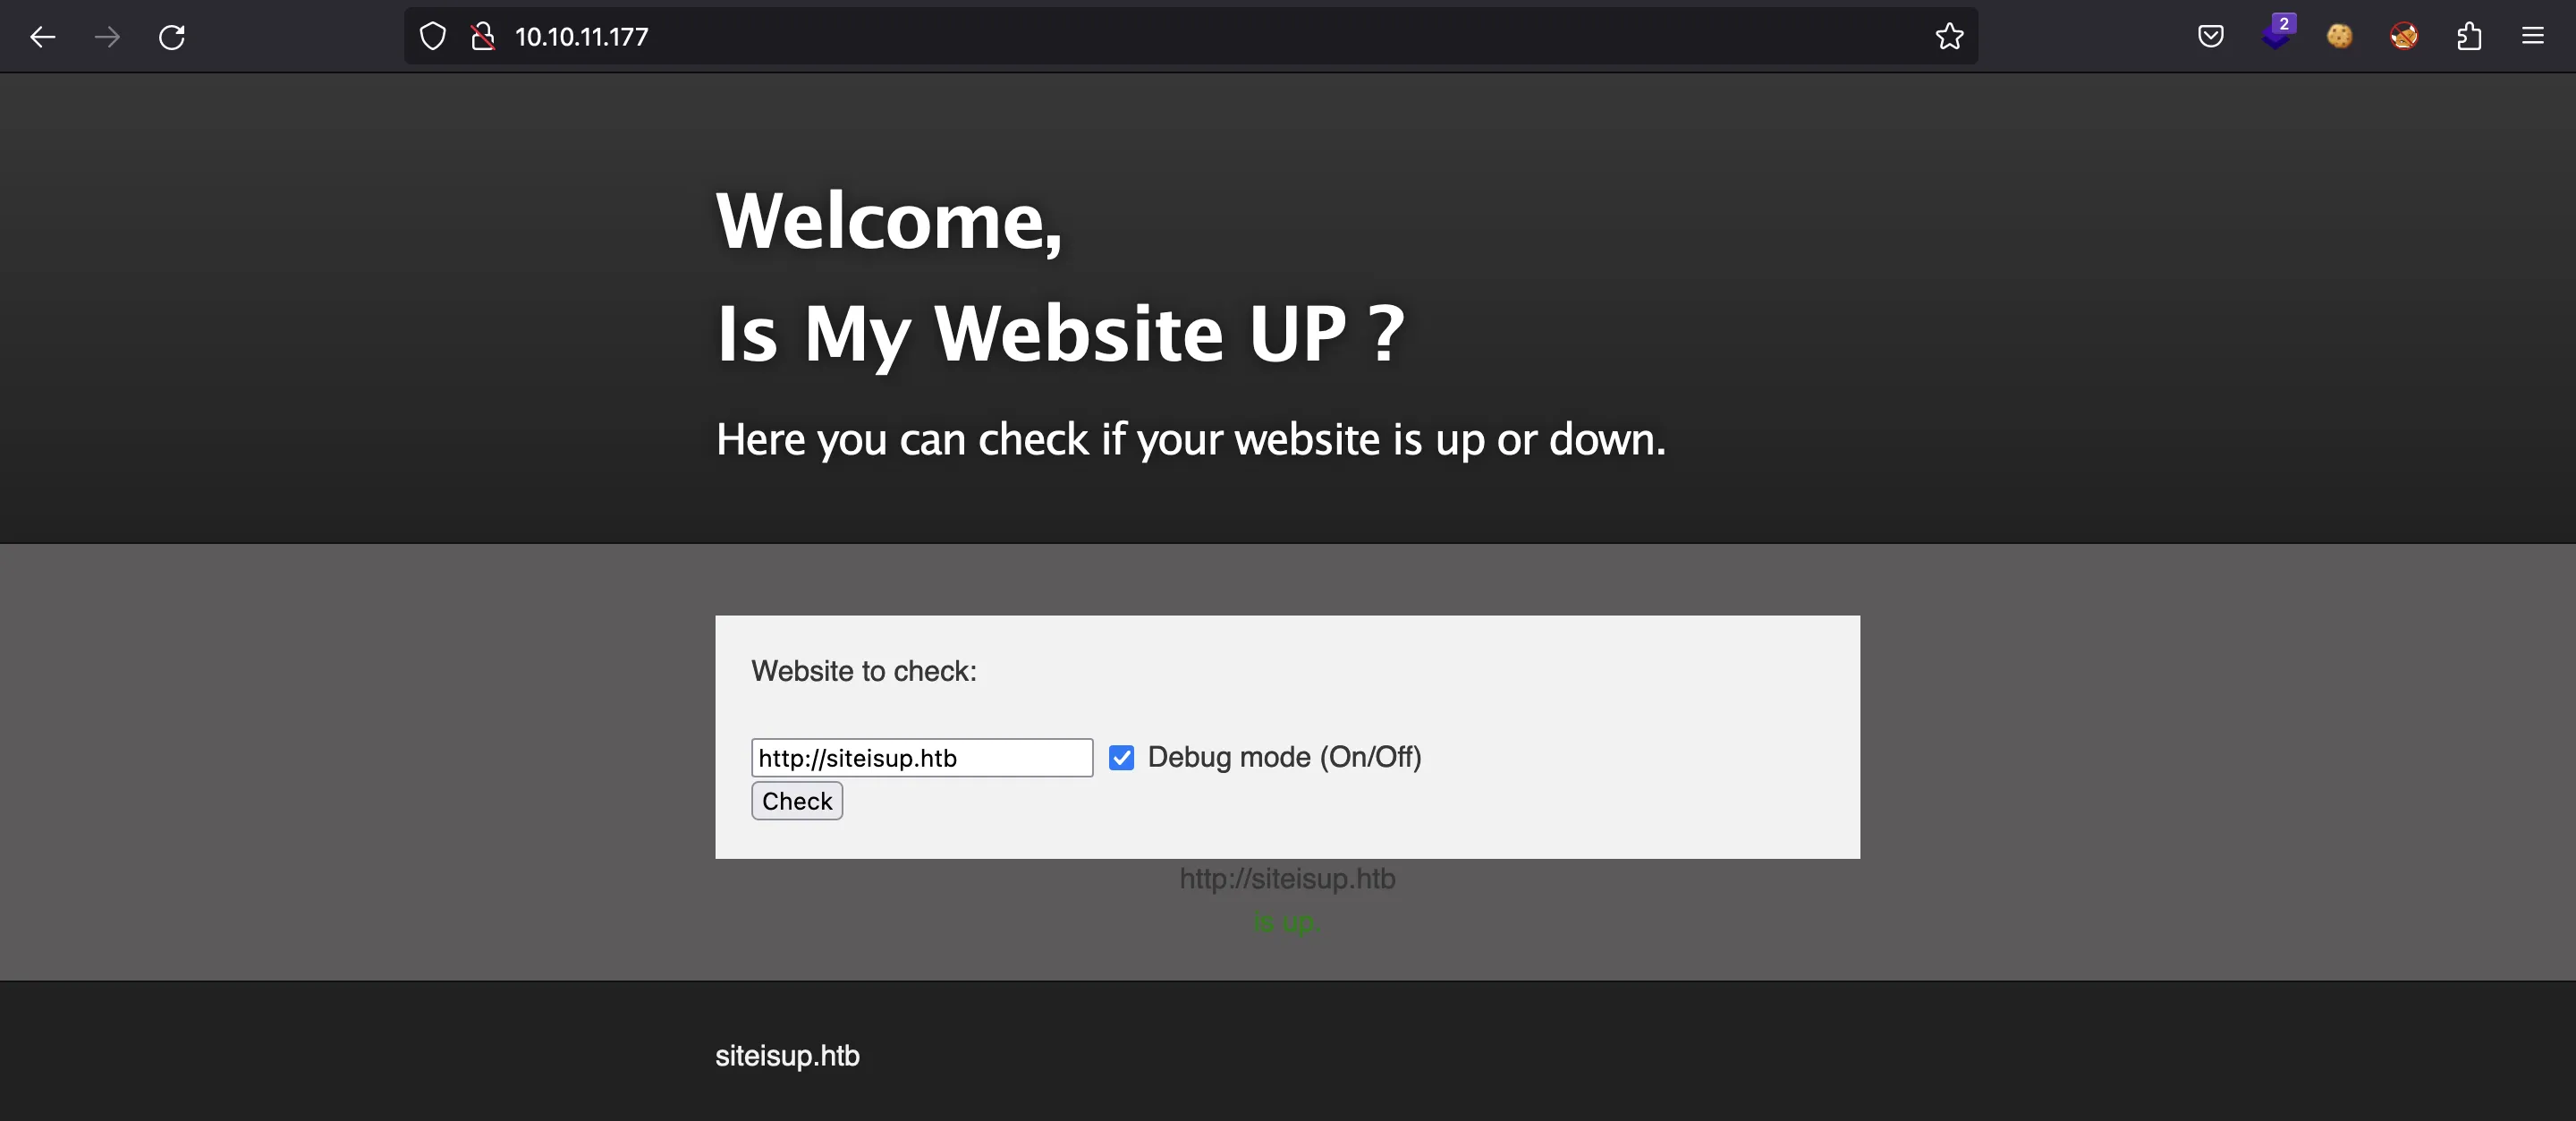 10.10.11.177
2
Welcome,
Is My Website UP ?
Here you can check if your website is up or down.
Website to check:
http://siteisup.htb Debug mode (On/Off)
Check
http://siteisup.htb
is up.
siteisup.htb